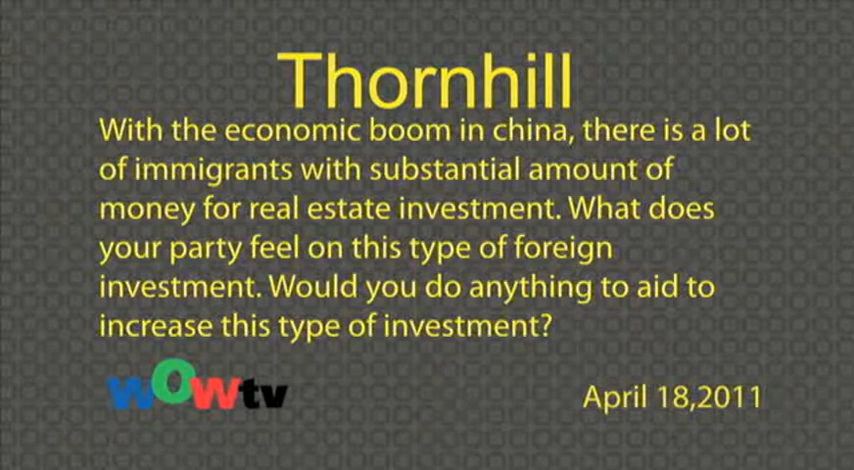 Thornhill
With the economic boom in china, there is a lot
of immigrants with substantial amount of
money for real estate investment. What does
your party feel on this type of foreign
investment. Would you do anything to aid to
increase this type of investment?
wOwtv
April 18,2011